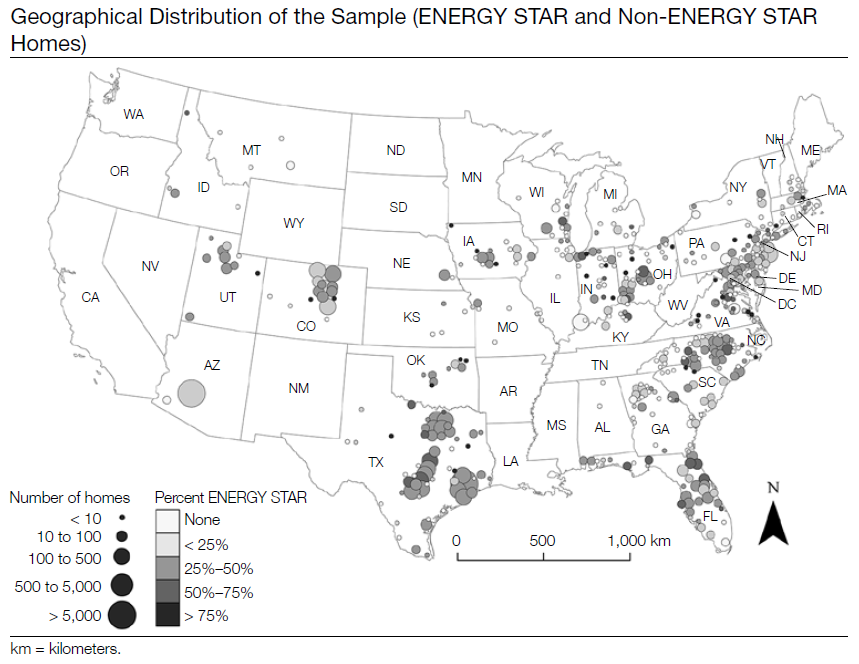 Geographical Distribution of the Sample (ENERGY STAR and Non-ENERGY STAR
Homes)
WA
MT
ND
MN
OR
ID
SD
WI
MI
NY
VT
NH
ME
MA
WY
IA
PA
RI
CT
NJ
NV
NE
OH
DE
MD
DC
CA
UT
CO
KS
MO
IL
IN
WV
VA
KY
NC
AZ
NM
OK
AR
TN
SC
TX
LA
MS
AL
GA
FL
Number of homes
< 10
10 to 100
100 to 500
500 to 5,000
> 5,000
Percent ENERGY STAR
None
< 25%
25%–50%
50%–75%
> 75%
0 500 1,000 km
N
km = kilometers.